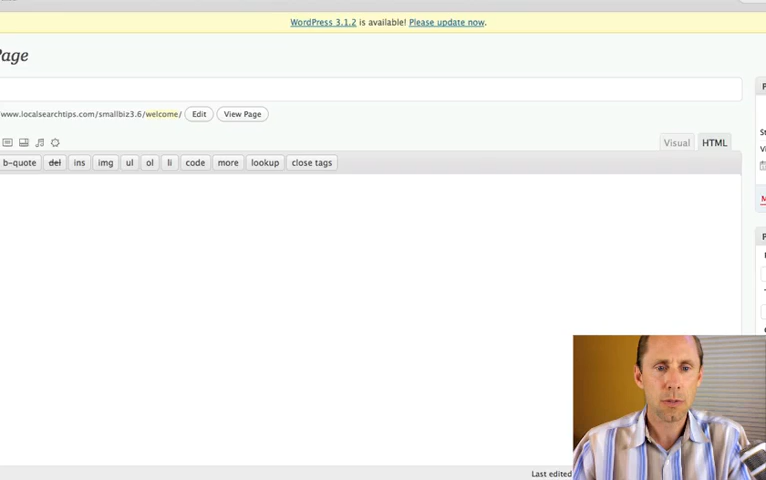 WordPress 3.1.2 is available! Please update now.
Page
www.localsearchtips.com/smallbiz3.6/welcome/ Edit View Page
Visual HTML
b-quote del ins img ul ol li code more lookup close tags
Last edited